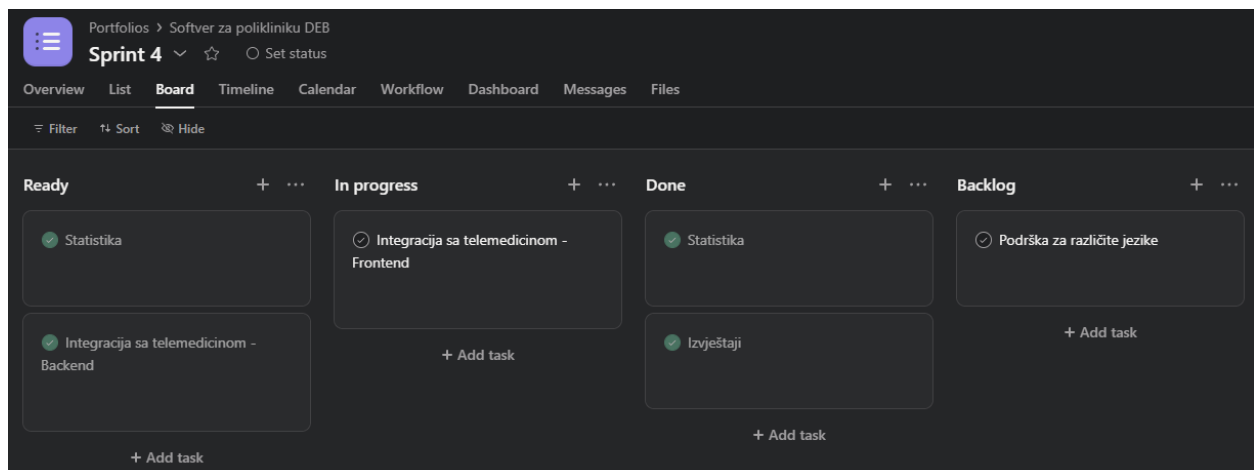 Portfolios > Softver za polikliniku DEB
Sprint 4
Set status
Overview List Board Timeline Calendar Workflow Dashboard Messages Files
Filter Sort Hide
Ready
Statistika
Integracija sa telemedicinom -
Backend
+ Add task
In progress
Integracija sa telemedicinom -
Frontend
+ Add task
Done
Statistika
Izvještaji
+ Add task
Backlog
Podrška za različite jezike
+ Add task